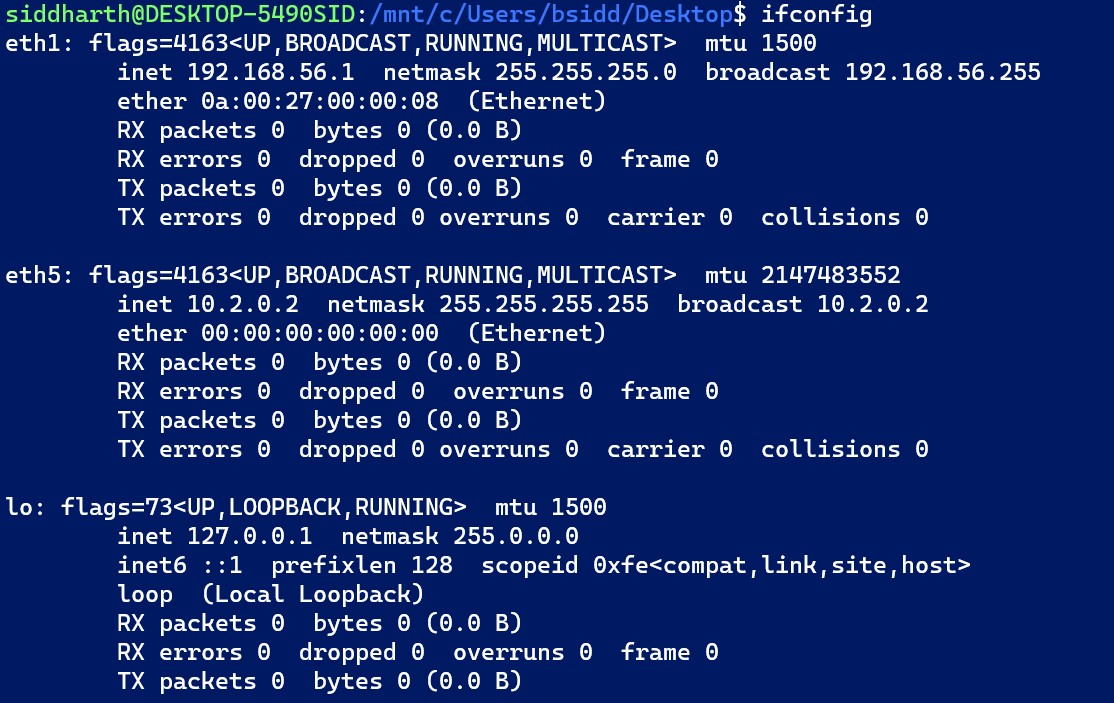 siddharth@DESKTOP-5490SID:/mnt/c/Users/bsidd/Desktop$ ifconfig
eth1: flags=4163<UP,BROADCAST,RUNNING,MULTICAST>  mtu 1500
        inet 192.168.56.1  netmask 255.255.255.0  broadcast 192.168.56.255
        ether 0a:00:27:00:00:08  (Ethernet)
        RX packets 0  bytes 0 (0.0 B)
        RX errors 0  dropped 0  overruns 0  frame 0
        TX packets 0  bytes 0 (0.0 B)
        TX errors 0  dropped 0 overruns 0  carrier 0  collisions 0

eth5: flags=4163<UP,BROADCAST,RUNNING,MULTICAST>  mtu 2147483552
        inet 10.2.0.2  netmask 255.255.255.255  broadcast 10.2.0.2
        ether 00:00:00:00:00:00  (Ethernet)
        RX packets 0  bytes 0 (0.0 B)
        RX errors 0  dropped 0  overruns 0  frame 0
        TX packets 0  bytes 0 (0.0 B)
        TX errors 0  dropped 0 overruns 0  carrier 0  collisions 0

lo: flags=73<UP,LOOPBACK,RUNNING>  mtu 1500
        inet 127.0.0.1  netmask 255.0.0.0
        inet6 ::1  prefixlen 128  scopeid 0xfe<compat,link,site,host>
        loop  (Local Loopback)
        RX packets 0  bytes 0 (0.0 B)
        RX errors 0  dropped 0  overruns 0  frame 0
        TX packets 0  bytes 0 (0.0 B)